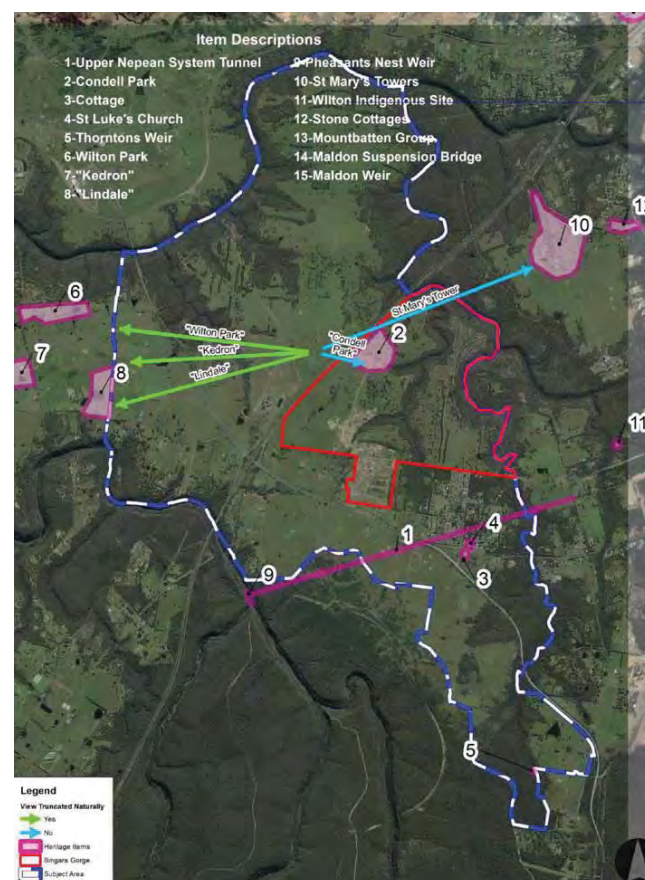 Item Descriptions
1-Upper Nepean System Tunnel
2-Condell Park
3-Cottage
4-St Luke's Church
5-Thorntons Weir
6-Wilton Park
7-"Kedron"
8-"Lindale"
9-Pheasants Nest Weir
10-St Mary's Towers
11-Wilton Indigenous Site
12-Stone Cottages
13-Mountbatten Group
14-Maldon Suspension Bridge
15-Maldon Weir
10
6
"Wilton Park"
St Mary's Tower
"Condell
Park"
2
7
8
"Kedron"
"Lindale"
11
4
1
3
9
5
Legend
View Truncated Naturally
Yes
No
Heritage Items
Bingara Gorge
Subject Area